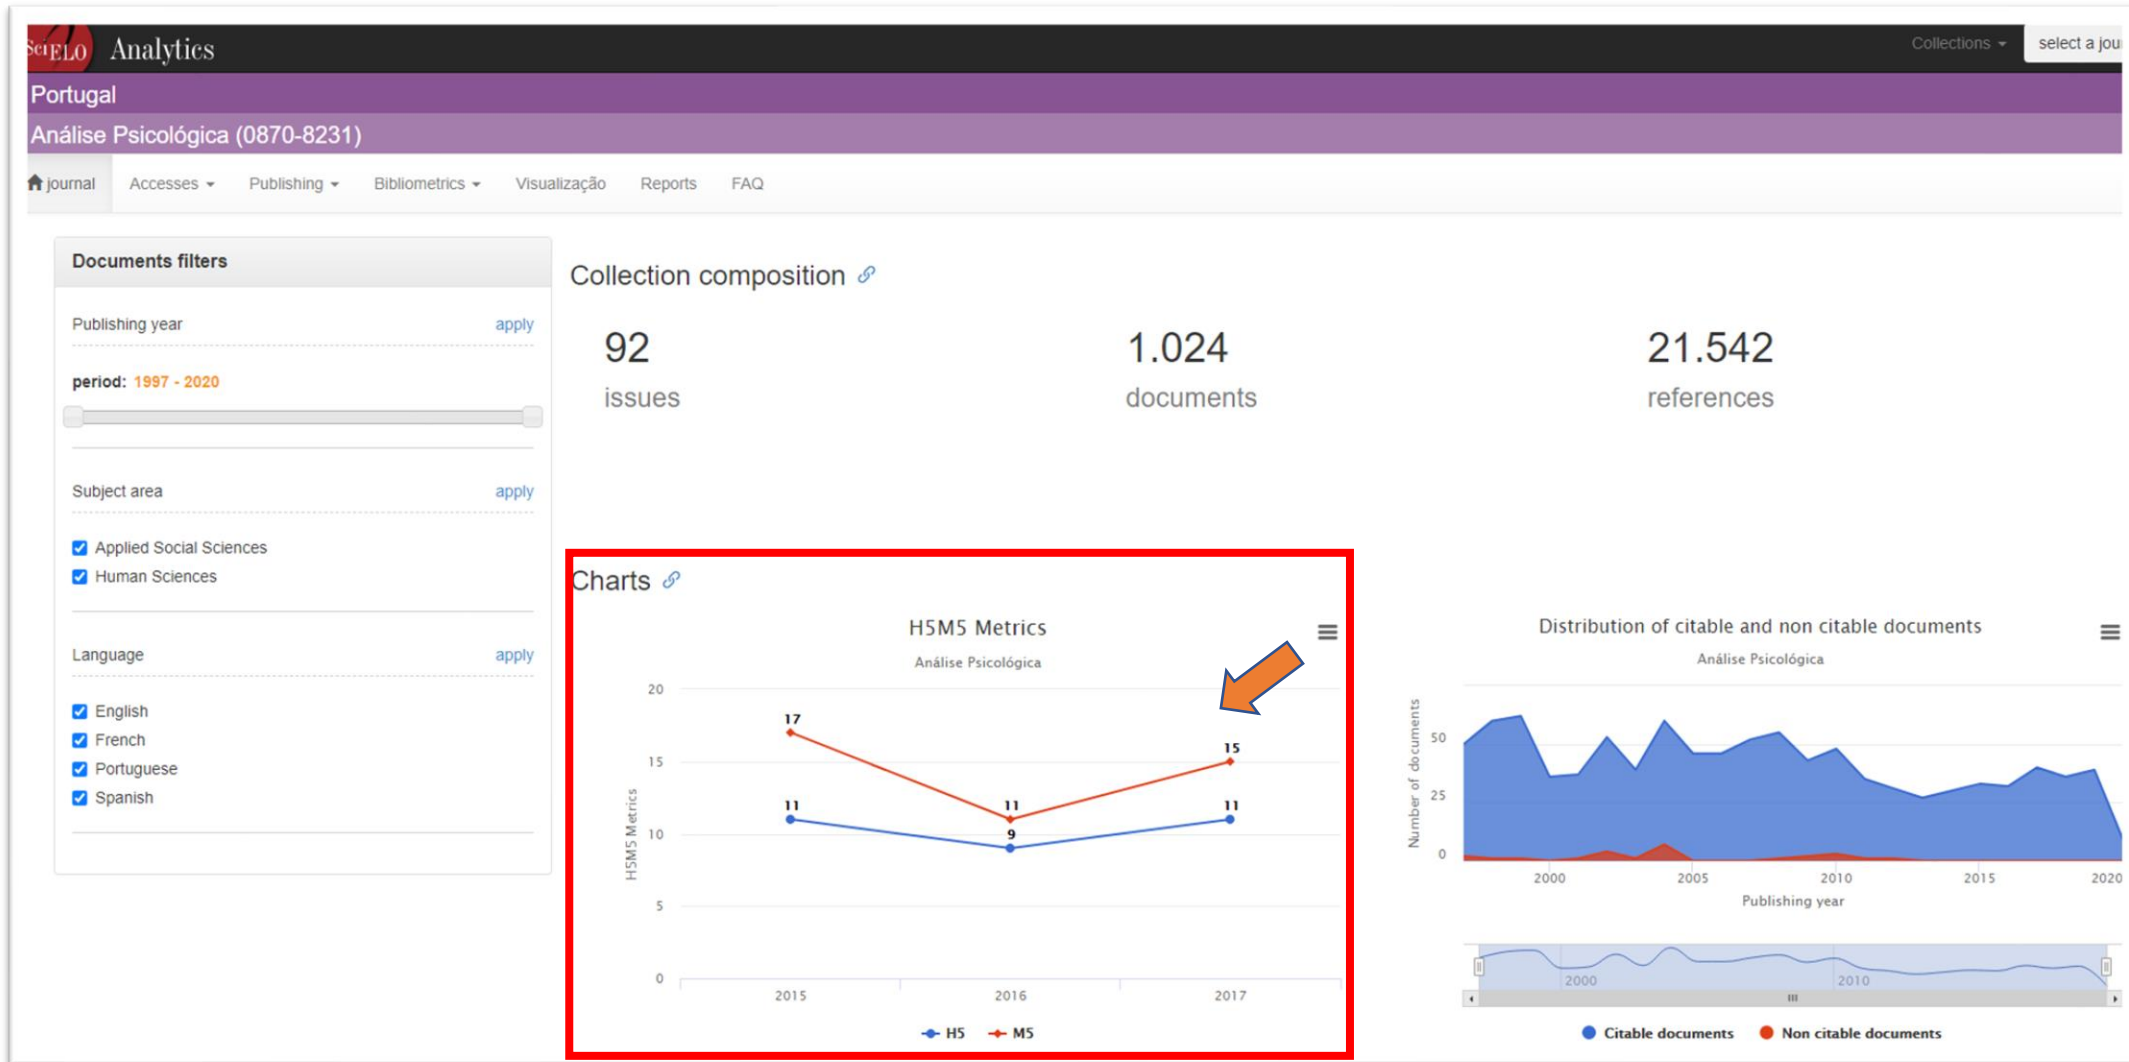 SciELO Analytics
Collections
select a jou
Portugal
Análise Psicológica (0870-8231)
journal Accesses Publishing Bibliometrics Visualização Reports FAQ
Documents filters
Publishing year apply
period: 1997 - 2020
Subject area apply
Applied Social Sciences
Human Sciences
Language apply
English
French
Portuguese
Spanish
Collection composition
92 1.024 21.542
issues documents references
Charts
H5M5 Metrics
Análise Psicológica
H5M5 Metrics
20
15
10
5
0
17
11
15
11
9
11
2015 2016 2017
H5 M5
Distribution of citable and non citable documents
Análise Psicológica
Number of documents
50
25
0
2000 2005 2010 2015 2020
Publishing year
2000 2010
Citable documents Non citable documents